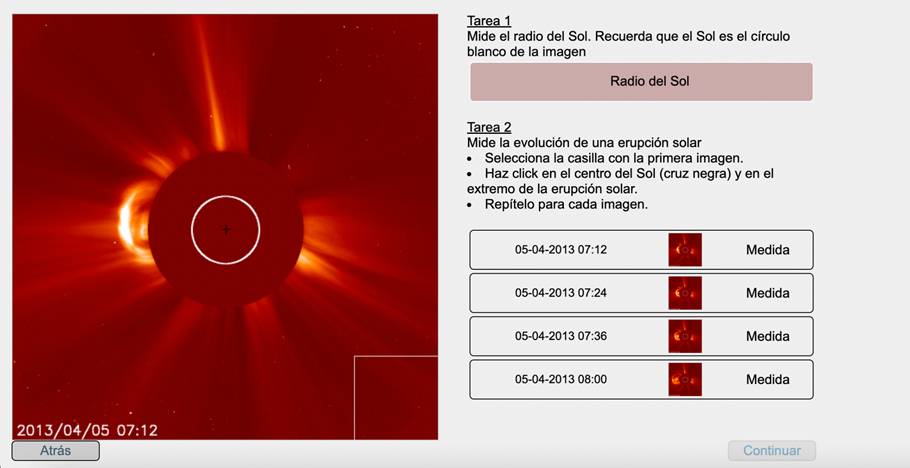 2013/04/05 07:12
Atrás
Tarea 1
Mide el radio del Sol. Recuerda que el Sol es el círculo
blanco de la imagen
Radio del Sol
Tarea 2
Mide la evolución de una erupción solar
• Selecciona la casilla con la primera imagen.
• Haz click en el centro del Sol (cruz negra) y en el
extremo de la erupción solar.
• Repítelo para cada imagen.
05-04-2013 07:12 Medida
05-04-2013 07:24 Medida
05-04-2013 07:36 Medida
05-04-2013 08:00 Medida
Continuar